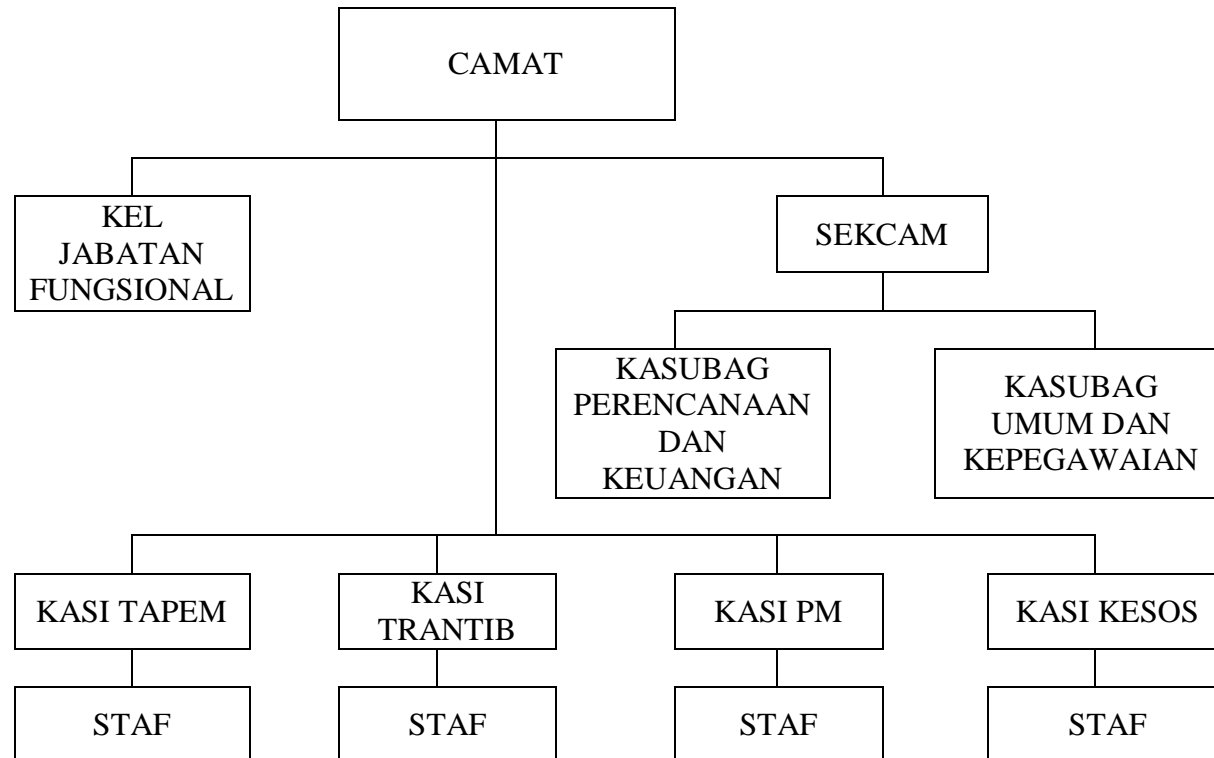 CAMAT
KEL
JABATAN
FUNGSIONAL
SEKCAM
KASUBAG
PERENCANAAN
DAN
KEUANGAN
KASUBAG
UMUM DAN
KEPEGAWAIAN
KASI TAPEM
KASI
TRANTIB
KASI PM
KASI KESOS
STAF
STAF
STAF
STAF